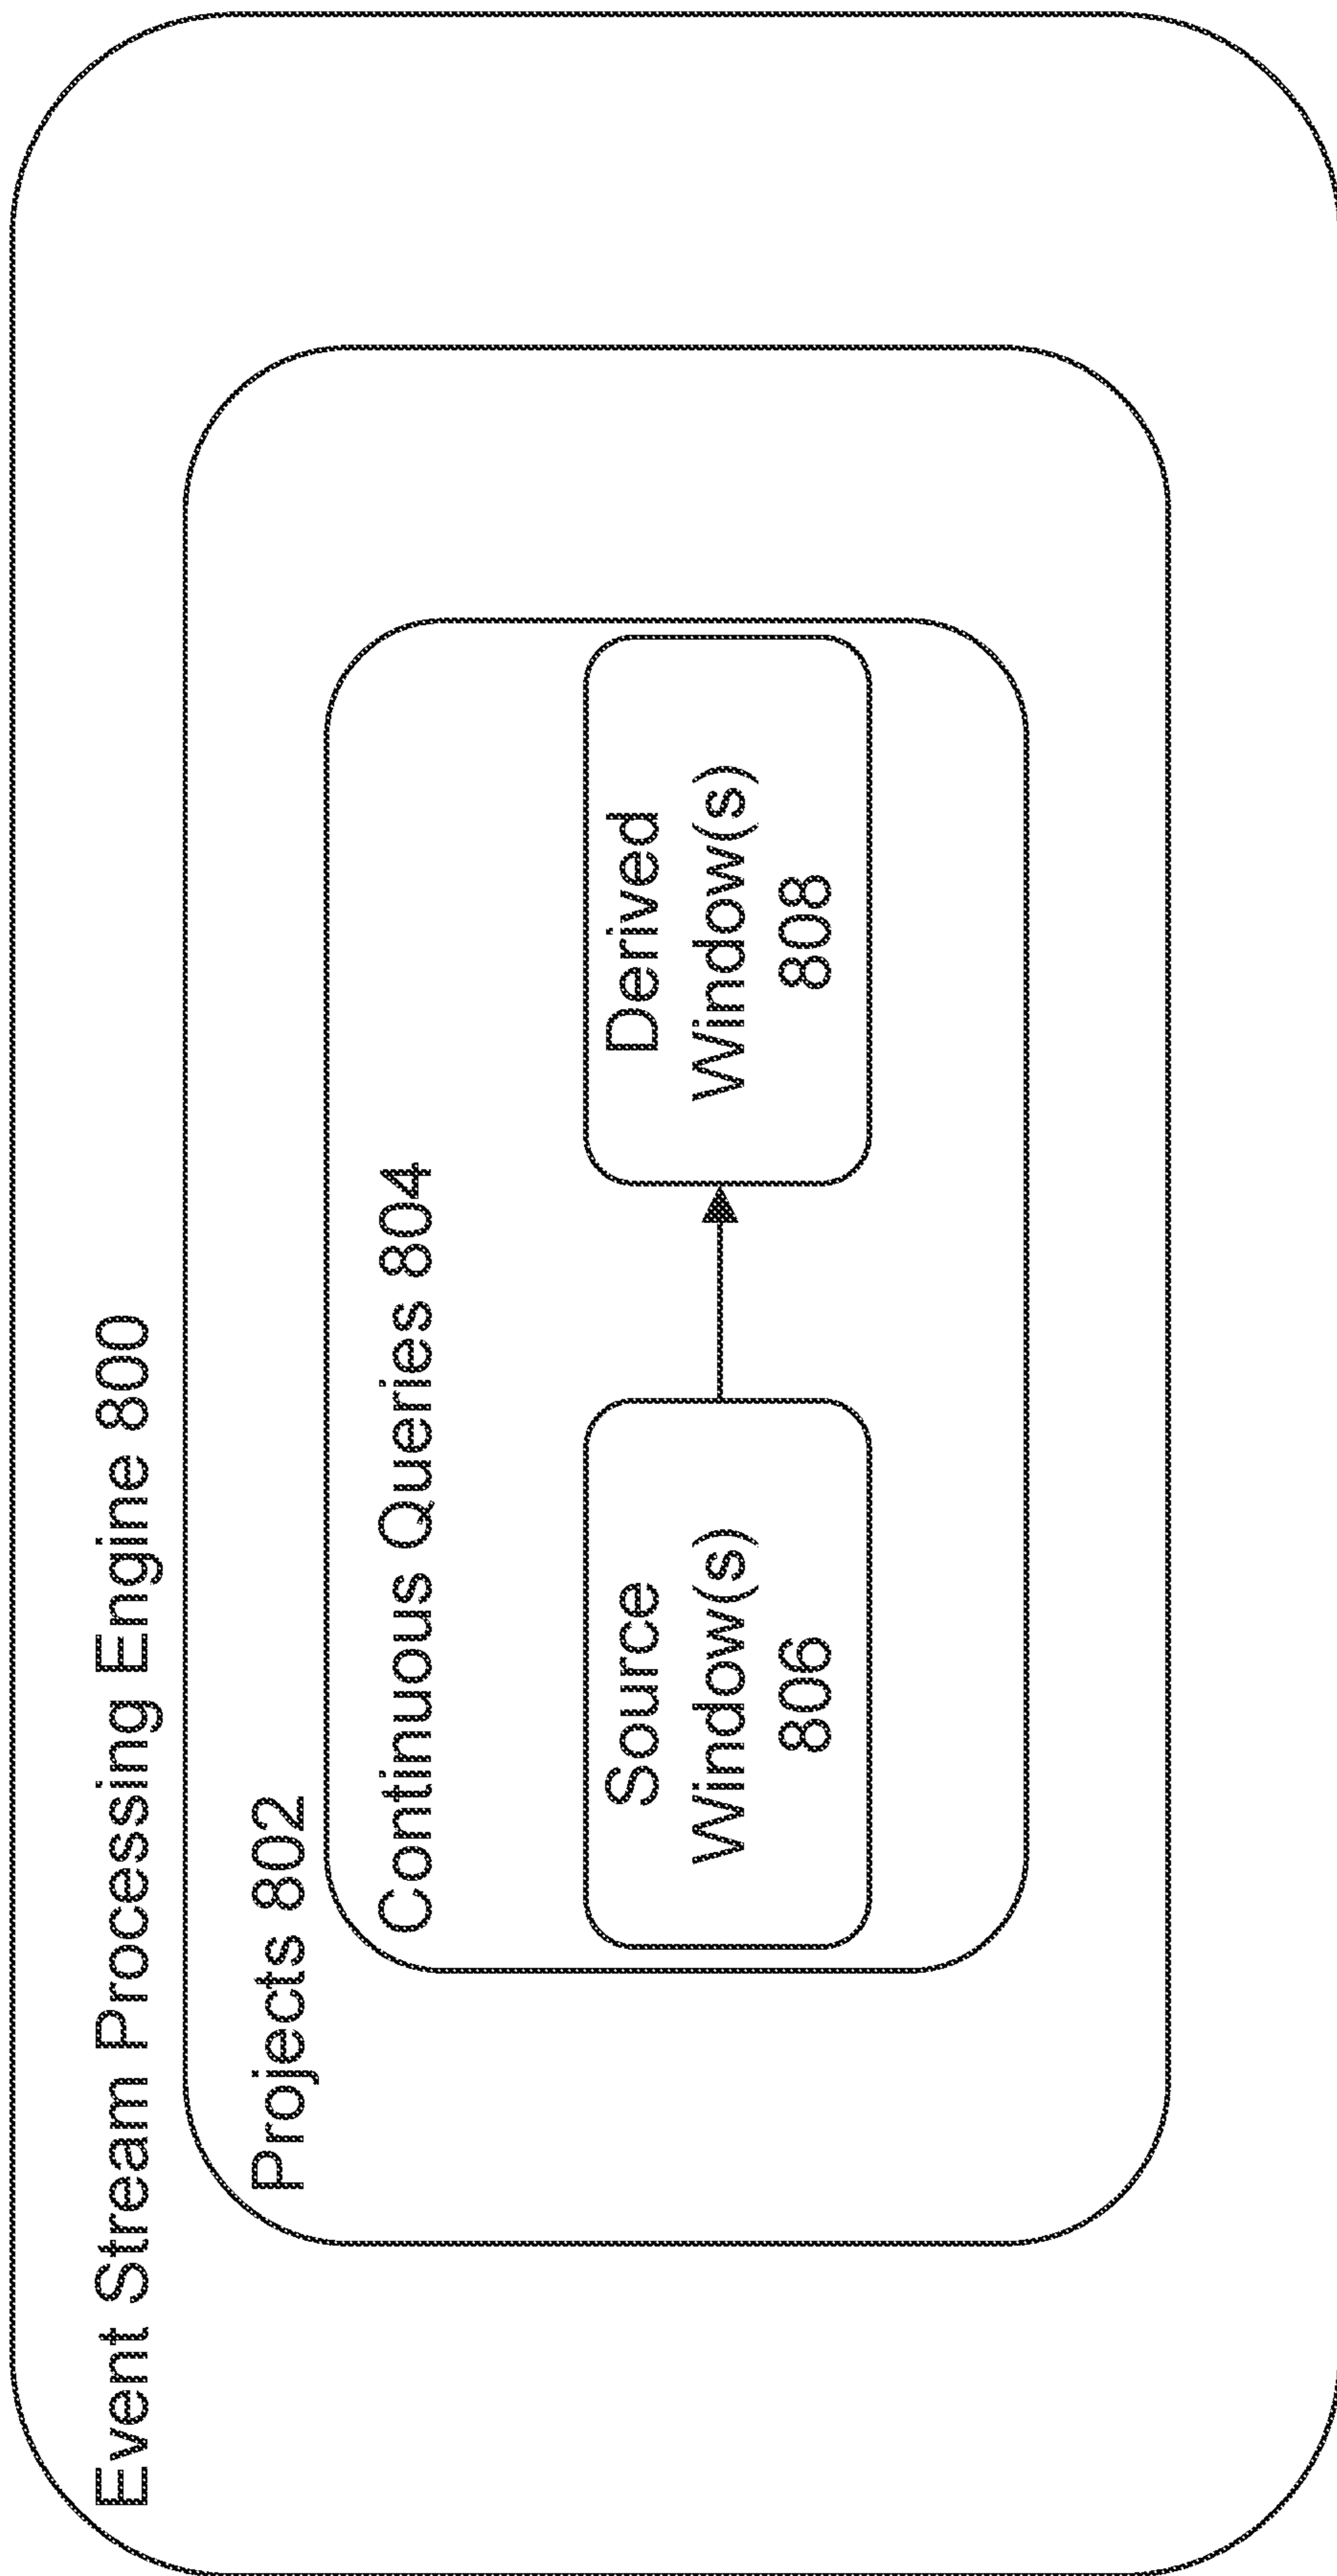 Event Stream Processing Engine 800
Projects 802
Continuous Queries 804
Source
Window(s)
806
Derived
Window(s)
808